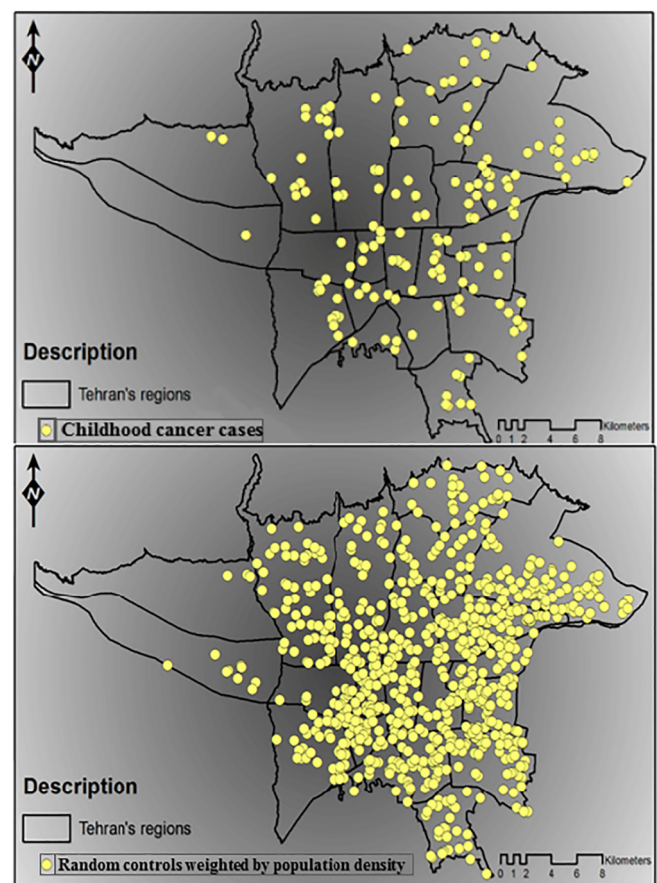 N
Description
Tehran's regions
Childhood cancer cases
Kilometers
0 1 2 4 6 8
N
Description
Tehran's regions
Random controls weighted by population density
Kilometers
0 1 2 4 6 8